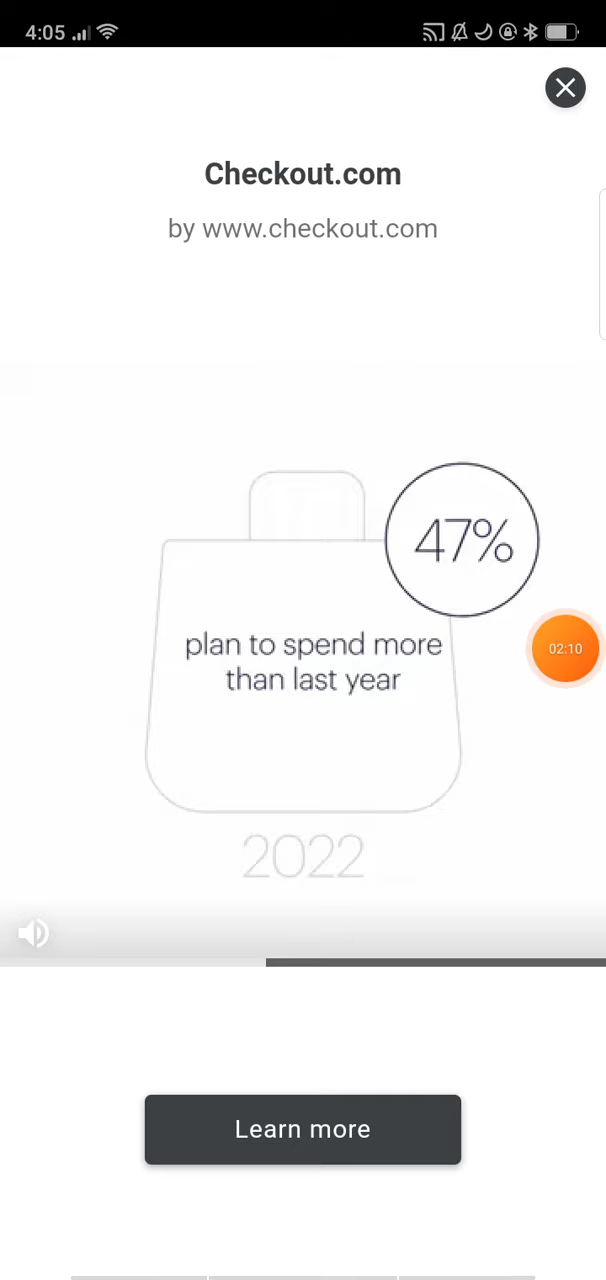 4:05
Checkout.com
by www.checkout.com
47%
plan to spend more
than last year
02:10
2022
Learn more